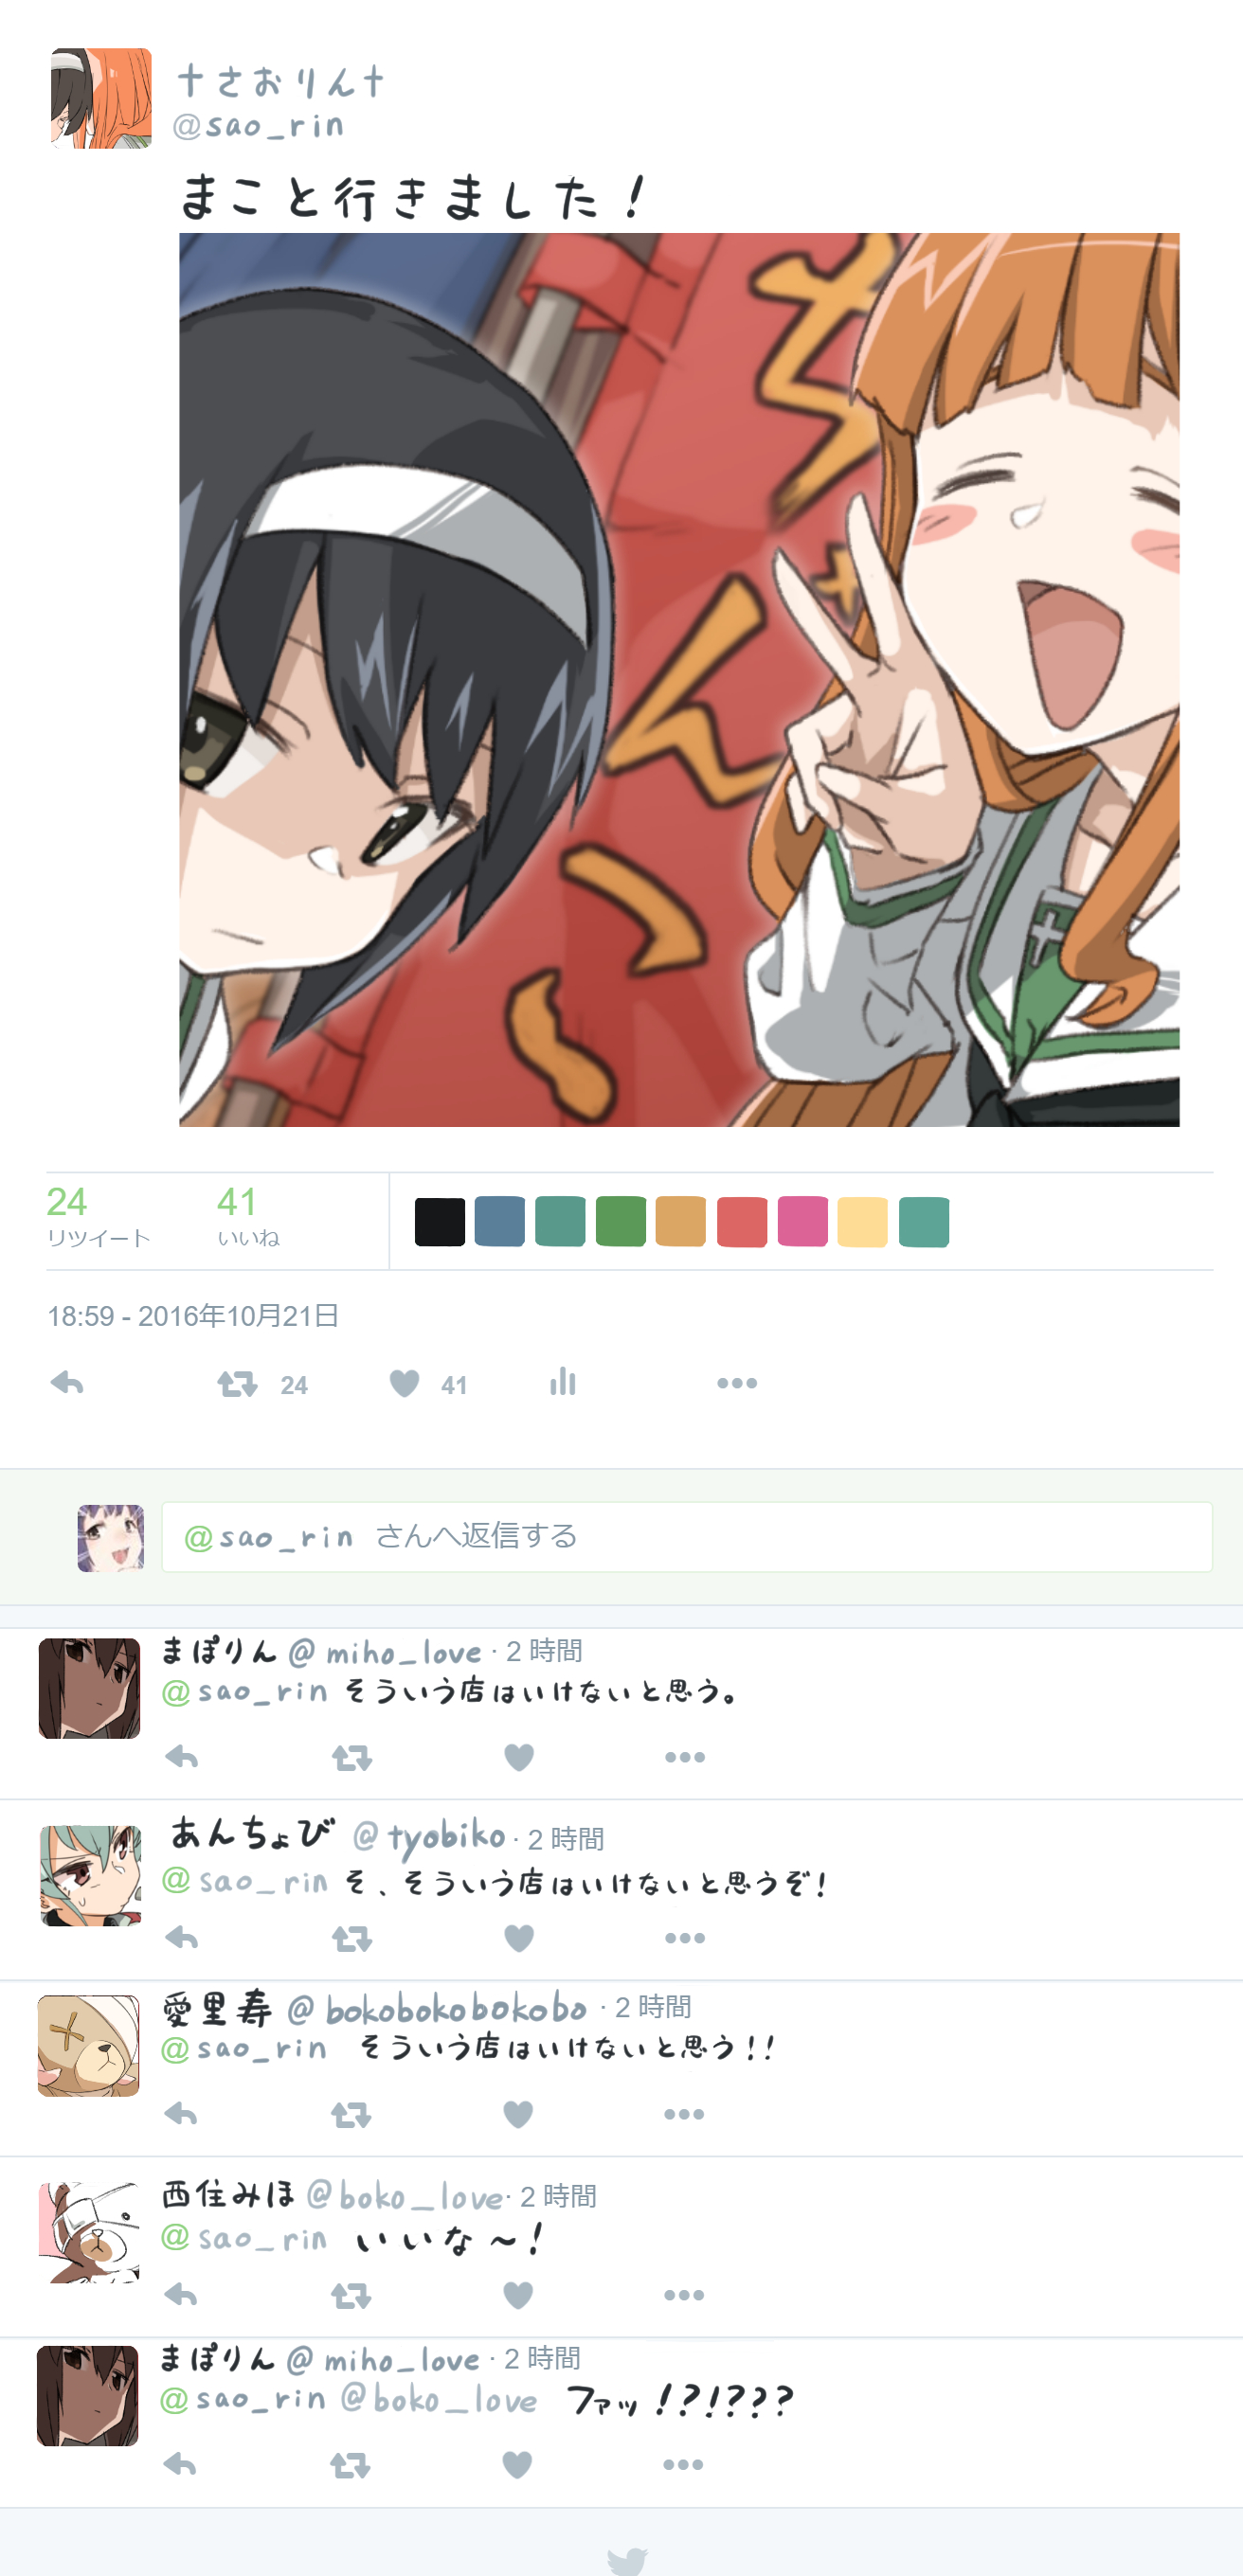 †さおりん†
@sao_rin
まこと行きました！
24 41
リツイート いいね
18:59 - 2016年10月21日
24 41
@sao_rin さんへ返信する
まぽりん @miho_love · 2 時間
@sao_rin そういう店はいけないと思う。
あんちょび @tyobiko · 2 時間
@sao_rin そ、そういう店はいけないと思うぞ！
愛里寿 @bokobokobokobo · 2 時間
@sao_rin そういう店はいけないと思う！！
西住みほ @boko_love · 2 時間
@sao_rin いいな～！
まぽりん @miho_love · 2 時間
@sao_rin @boko_love ファッ！？！？？？